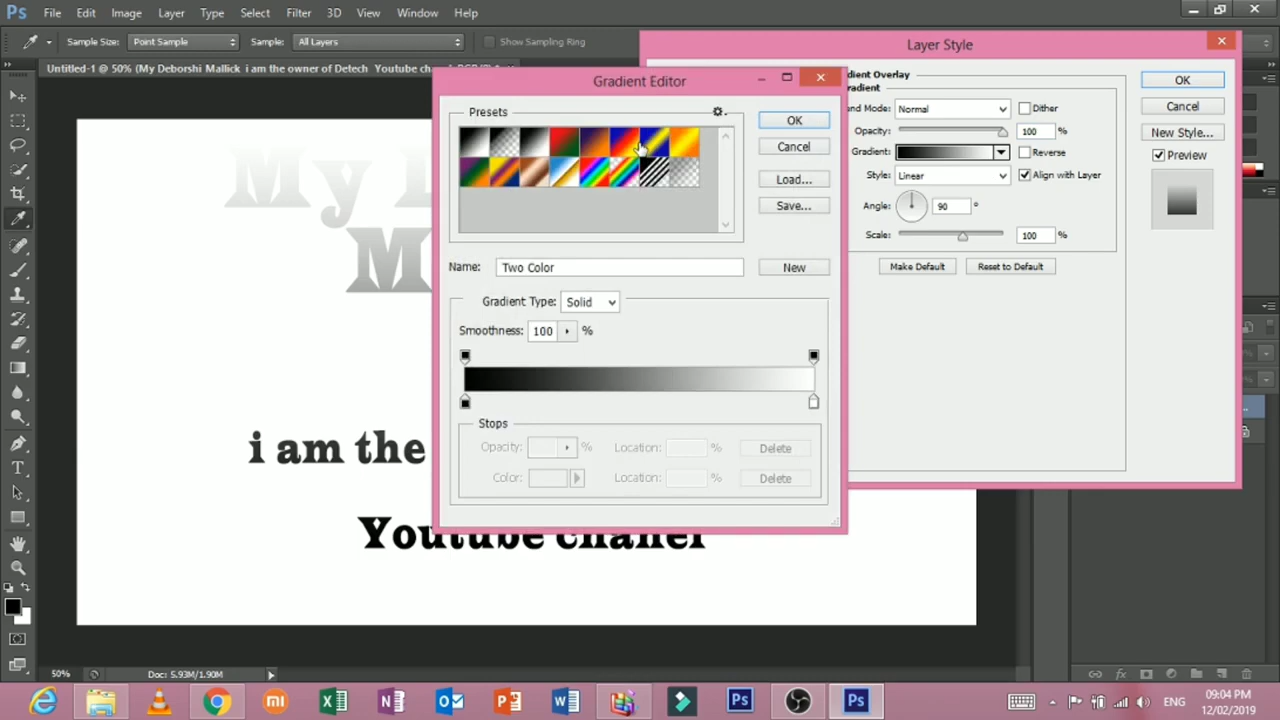 Ps File Edit Image Layer Type Select Filter 3D View Window Help
Sample Size: Point Sample Sample: All Layers Show Sampling Ring
Untitled-1 @ 50% (My Deborshi Mallick i am the owner of Detech Youtube
Layer Style
Gradient Editor
Presets
OK
Cancel
Load...
Save...
Name: Two Color New
Gradient Type: Solid
Smoothness: 100 %
Stops
Opacity: % Location: % Delete
Color: Location: % Delete
dient Overlay
Gradient
nd Mode: Normal Dither
Opacity: 100 %
Gradient: Reverse
Style: Linear Align with Layer
Angle: 90 °
Scale: 100 %
Make Default Reset to Default
OK
Cancel
New Style...
Preview
My
M
i am the
Youtube chanel
50% Doc: 5.93M/1.90M
ENG
09:04 PM
12/02/2019